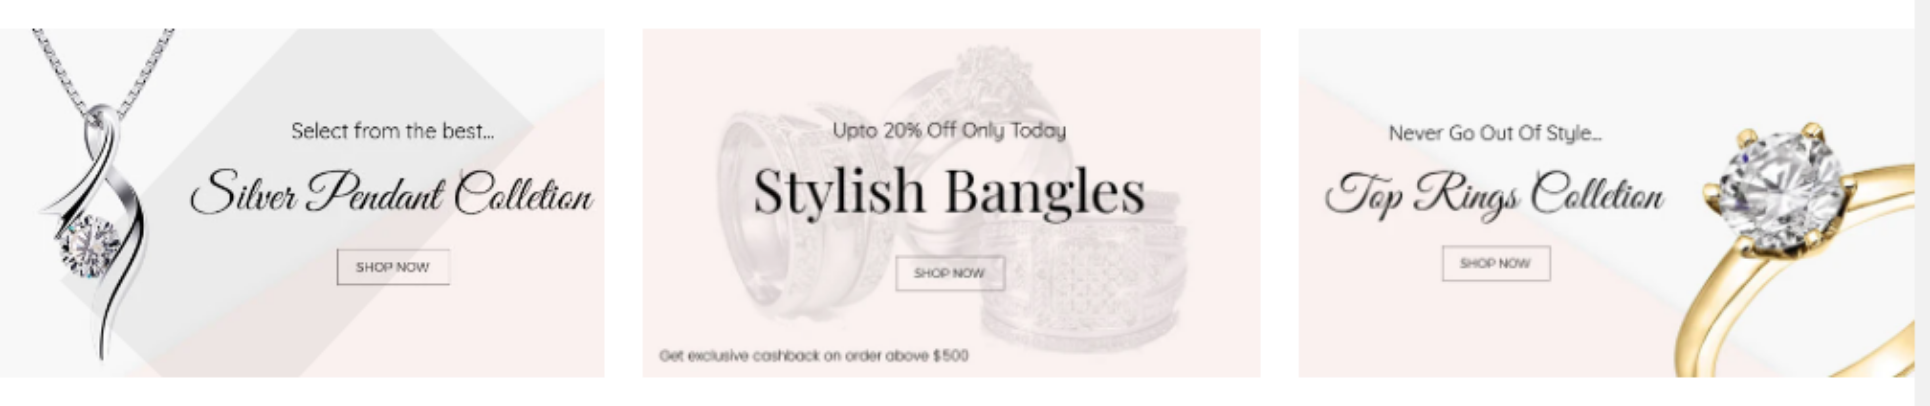 Select from the best...
Silver Pendant Colletion
SHOP NOW
Upto 20% Off Only Today
Stylish Bangles
SHOP NOW
Get exclusive cashback on order above $500
Never Go Out Of Style...
Top Rings Colletion
SHOP NOW